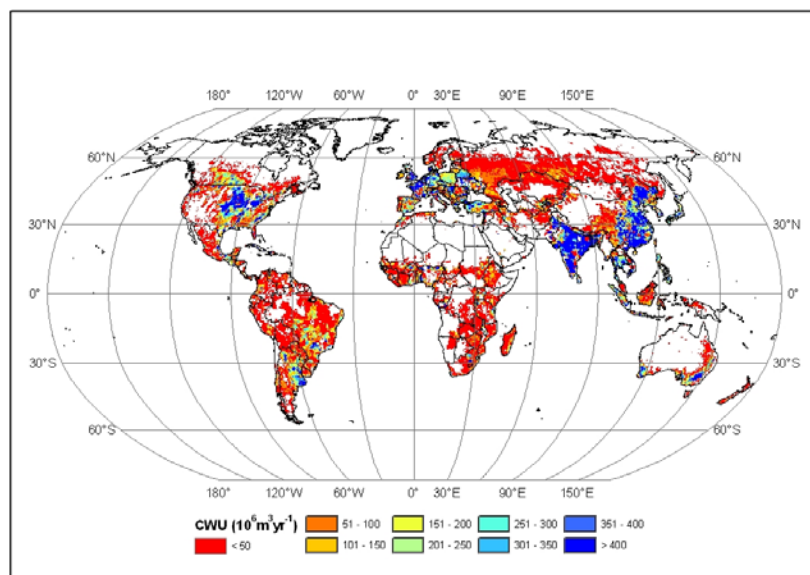 180° 120°W 60°W 0° 30°E 90°E 150°E
60°N 60°N
30°N 30°N
0° 0°
30°S 30°S
60°S 60°S
180° 120°W 60°W 0° 30°E 90°E 150°E
CWU (10⁶m³yr⁻¹) 51 - 100 151 - 200 251 - 300 351 - 400
< 50 101 - 150 201 - 250 301 - 350 > 400